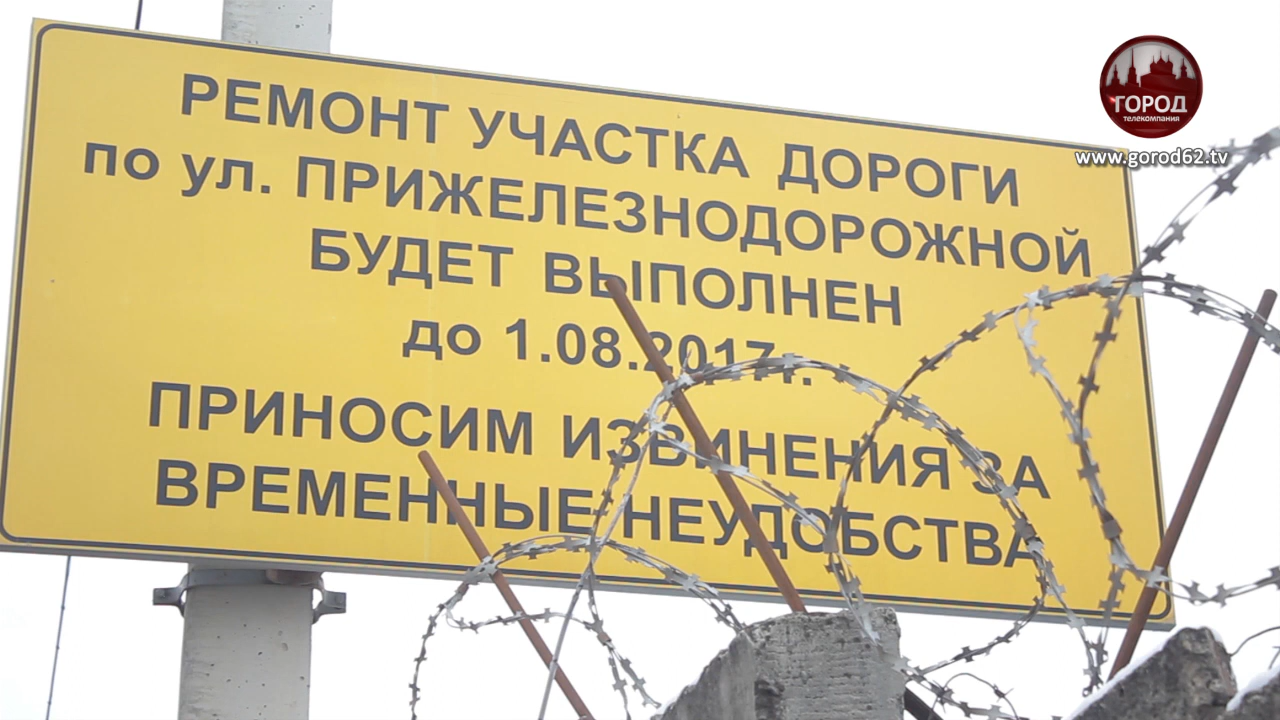 РЕМОНТ УЧАСТКА ДОРОГИ
по ул. ПРИЖЕЛЕЗНОДОРОЖНОЙ
БУДЕТ ВЫПОЛНЕН
до 1.08.2017г.
ПРИНОСИМ ИЗВИНЕНИЯ ЗА
ВРЕМЕННЫЕ НЕУДОБСТВА
ГОРОД
телекомпания
www.gorod62.tv